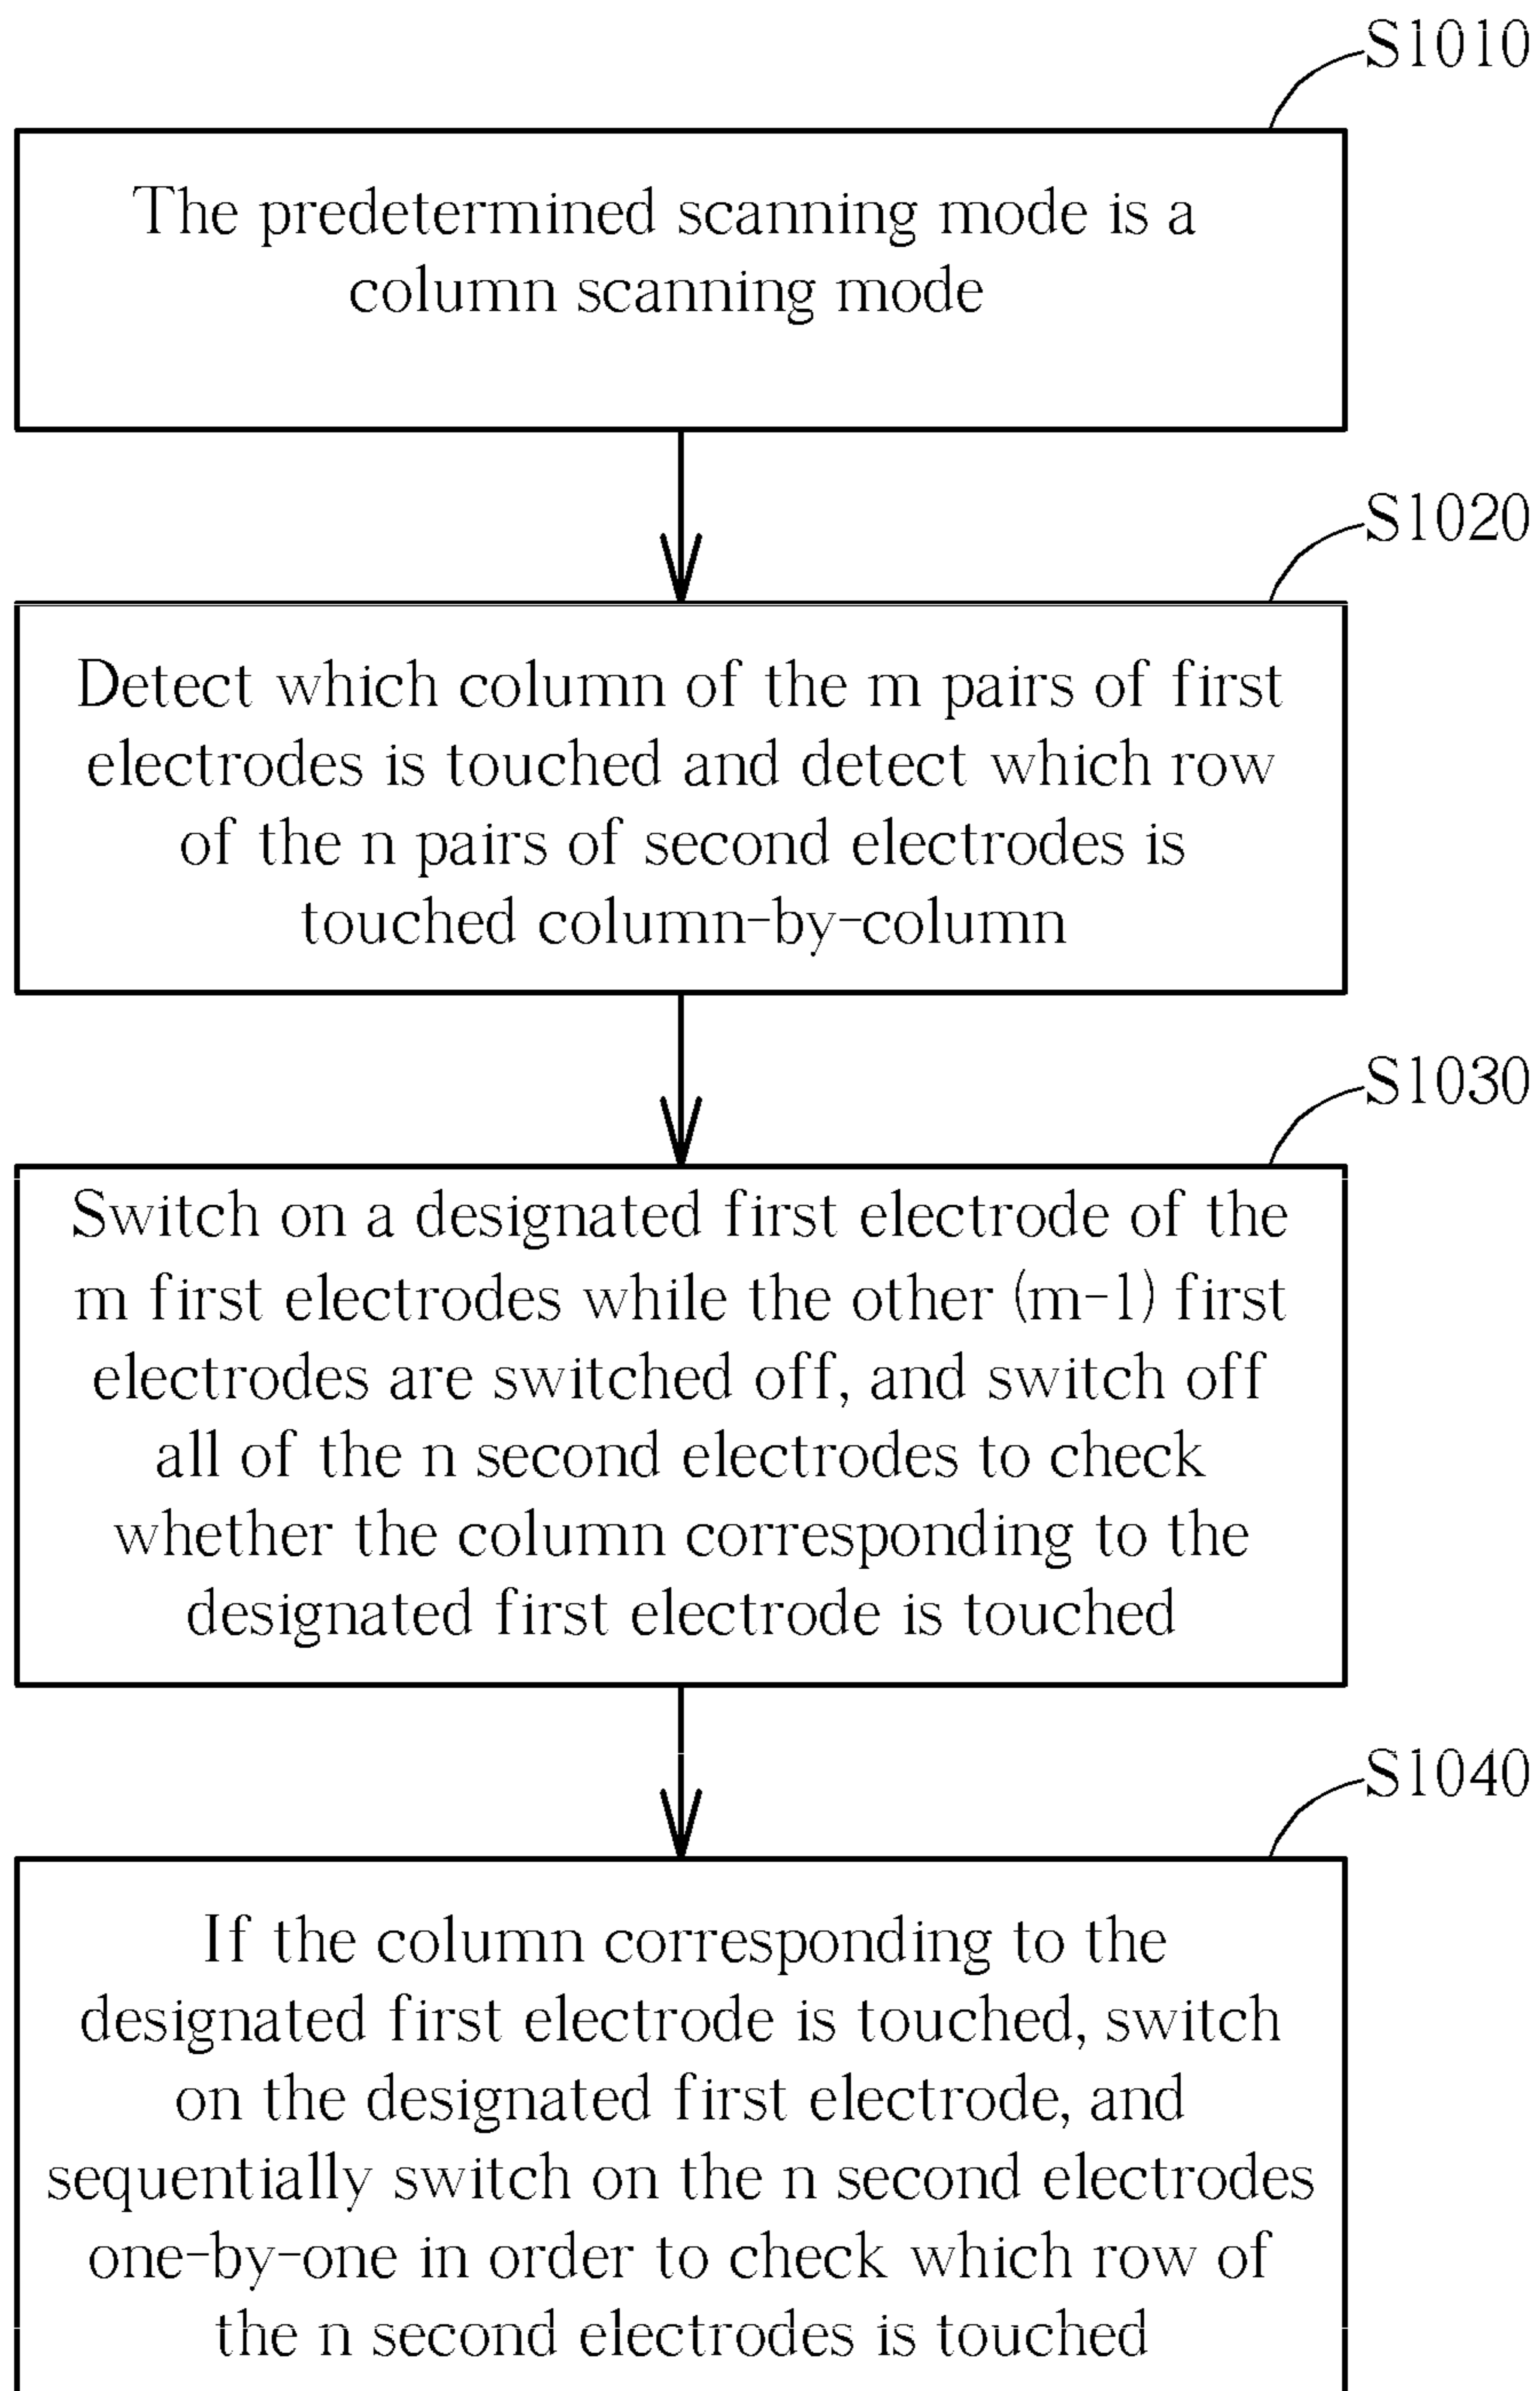 S1010
The predetermined scanning mode is a
column scanning mode
S1020
Detect which column of the m pairs of first
electrodes is touched and detect which row
of the n pairs of second electrodes is
touched column-by-column
S1030
Switch on a designated first electrode of the
m first electrodes while the other (m-1) first
electrodes are switched off, and switch off
all of the n second electrodes to check
whether the column corresponding to the
designated first electrode is touched
S1040
If the column corresponding to the
designated first electrode is touched, switch
on the designated first electrode, and
sequentially switch on the n second electrodes
one-by-one in order to check which row of
the n second electrodes is touched